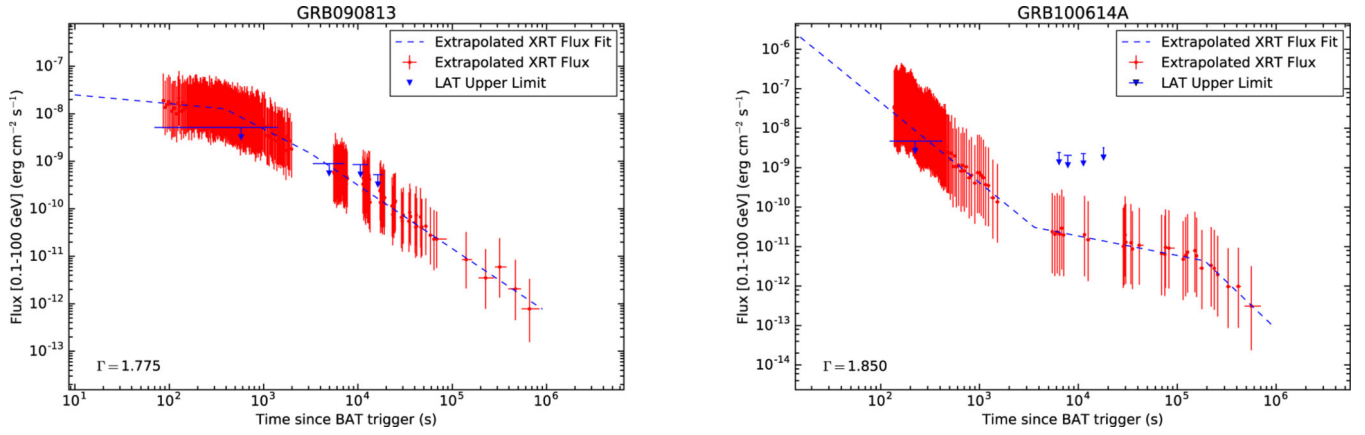 GRB090813
Extrapolated XRT Flux Fit
Extrapolated XRT Flux
LAT Upper Limit
Flux [0.1-100 GeV] (erg cm⁻² s⁻¹)
10⁻⁷
10⁻⁸
10⁻⁹
10⁻¹⁰
10⁻¹¹
10⁻¹²
10⁻¹³
Γ = 1.775
10¹ 10² 10³ 10⁴ 10⁵ 10⁶
Time since BAT trigger (s)
GRB100614A
Extrapolated XRT Flux Fit
Extrapolated XRT Flux
LAT Upper Limit
Flux [0.1-100 GeV] (erg cm⁻² s⁻¹)
10⁻⁶
10⁻⁷
10⁻⁸
10⁻⁹
10⁻¹⁰
10⁻¹¹
10⁻¹²
10⁻¹³
10⁻¹⁴
Γ = 1.850
10² 10³ 10⁴ 10⁵ 10⁶
Time since BAT trigger (s)